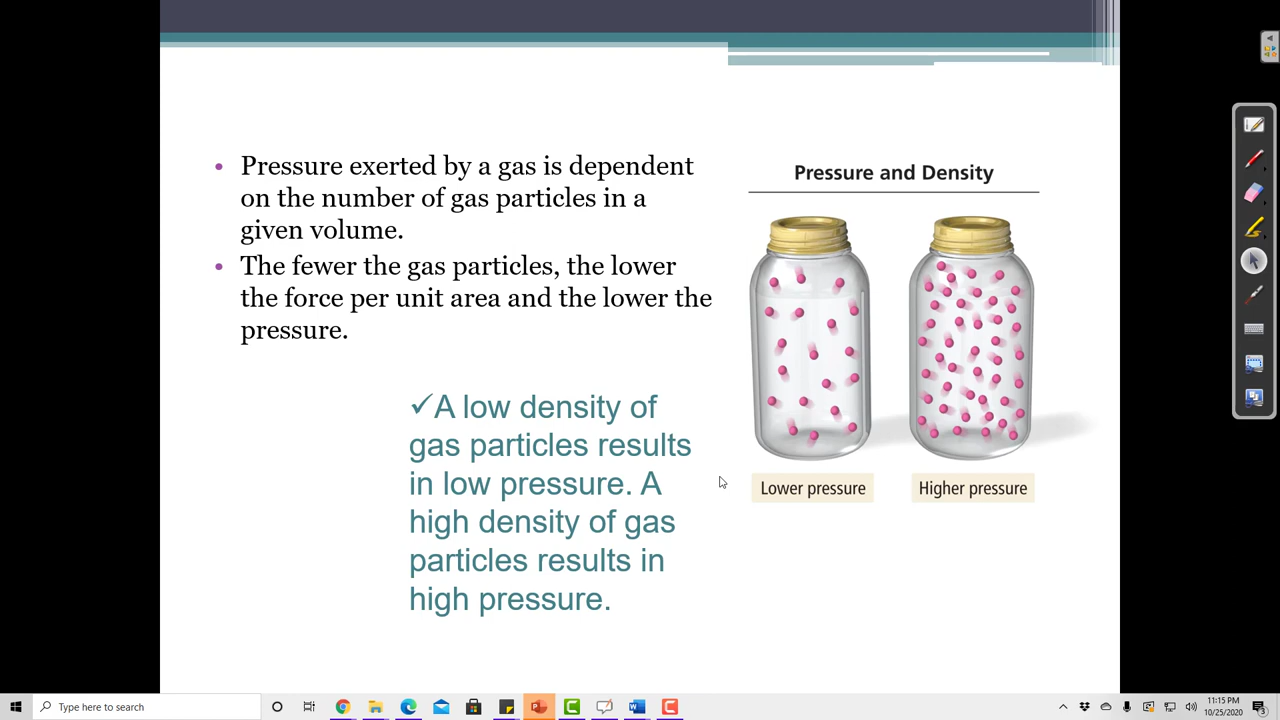 • Pressure exerted by a gas is dependent
on the number of gas particles in a
given volume.
• The fewer the gas particles, the lower
the force per unit area and the lower the
pressure.
✓A low density of
gas particles results
in low pressure. A
high density of gas
particles results in
high pressure.
Pressure and Density
Lower pressure
Higher pressure
Type here to search
11:15 PM
10/25/2020